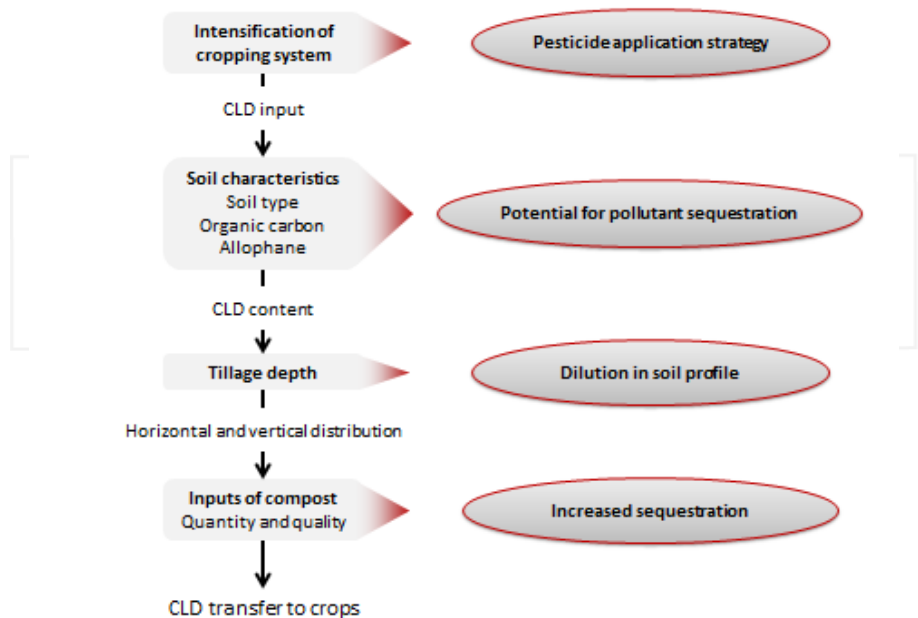 Intensification of
cropping system
Pesticide application strategy
CLD input
Soil characteristics
Soil type
Organic carbon
Allophane
Potential for pollutant sequestration
CLD content
Tillage depth
Dilution in soil profile
Horizontal and vertical distribution
Inputs of compost
Quantity and quality
Increased sequestration
CLD transfer to crops